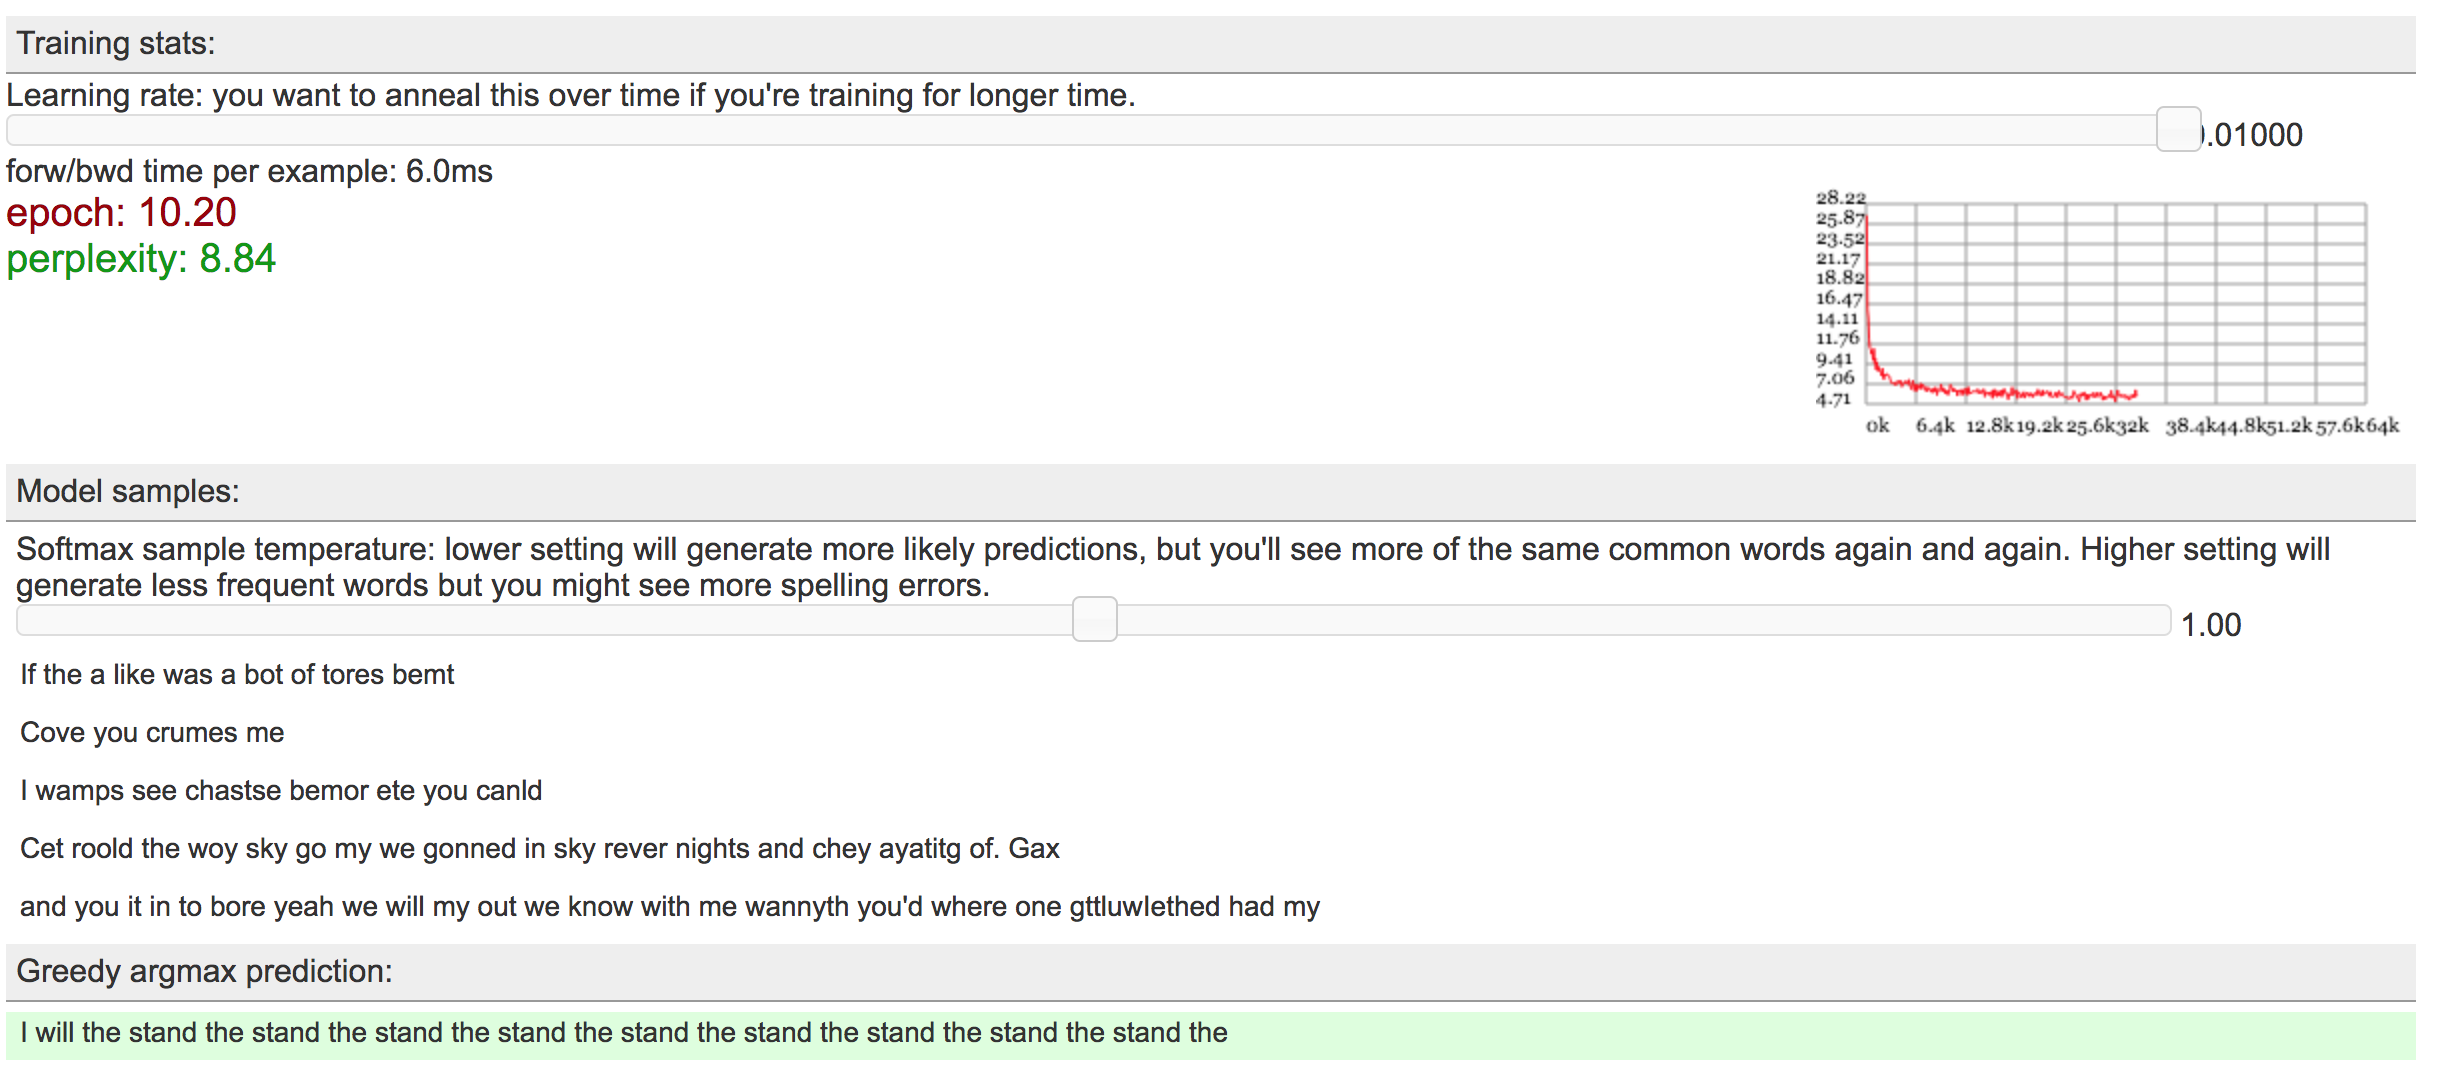 Training stats:
Learning rate: you want to anneal this over time if you're training for longer time.
.01000
forw/bwd time per example: 6.0ms
epoch: 10.20
perplexity: 8.84
28.22
25.87
23.52
21.17
18.82
16.47
14.11
11.76
9.41
7.06
4.71
0k 6.4k 12.8k 19.2k 25.6k 32k 38.4k 44.8k 51.2k 57.6k 64k
Model samples:
Softmax sample temperature: lower setting will generate more likely predictions, but you'll see more of the same common words again and again. Higher setting will
generate less frequent words but you might see more spelling errors.
1.00
If the a like was a bot of tores bemt
Cove you crumes me
I wamps see chastse bemor ete you canld
Cet roold the woy sky go my we gonned in sky rever nights and chey ayatitg of. Gax
and you it in to bore yeah we will my out we know with me wannyth you'd where one gttluwlethed had my
Greedy argmax prediction:
I will the stand the stand the stand the stand the stand the stand the stand the stand the stand the